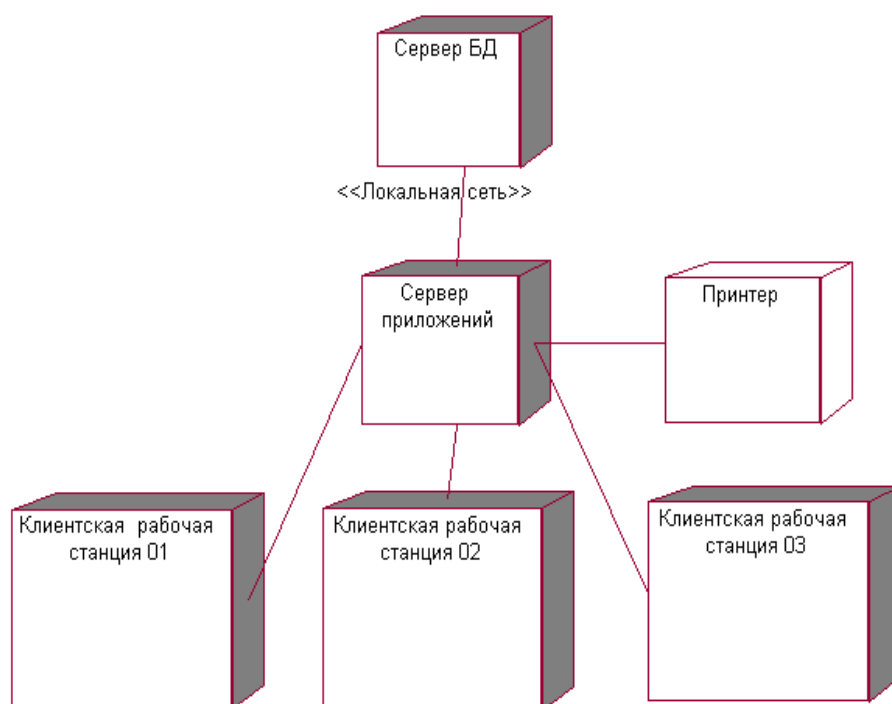 Сервер БД
<<Локальная сеть>>
Сервер
приложений
Принтер
Клиентская рабочая
станция 01
Клиентская рабочая
станция 02
Клиентская рабочая
станция 03